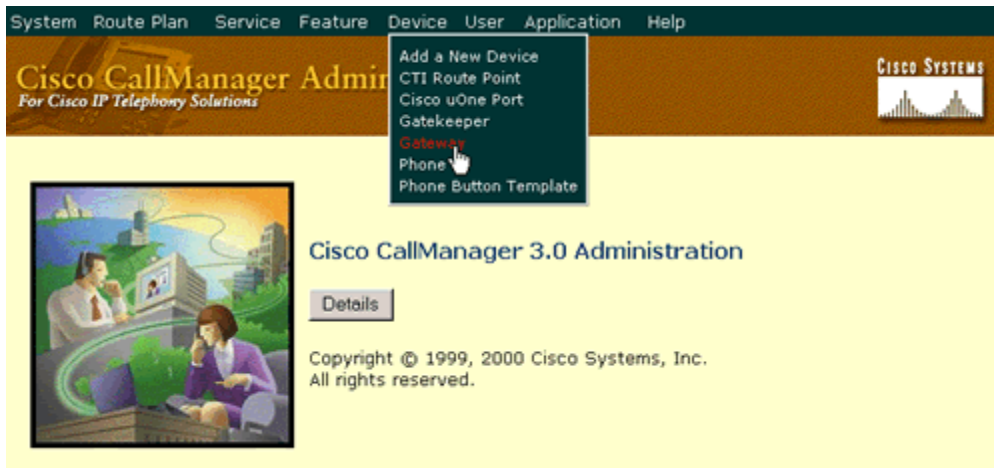 System Route Plan Service Feature Device User Application Help
Add a New Device
CTI Route Point
Cisco uOne Port
Gatekeeper
Gateway
Phone
Phone Button Template
Cisco CallManager Admin
For Cisco IP Telephony Solutions
CISCO SYSTEMS
Cisco CallManager 3.0 Administration
Details
Copyright © 1999, 2000 Cisco Systems, Inc.
All rights reserved.